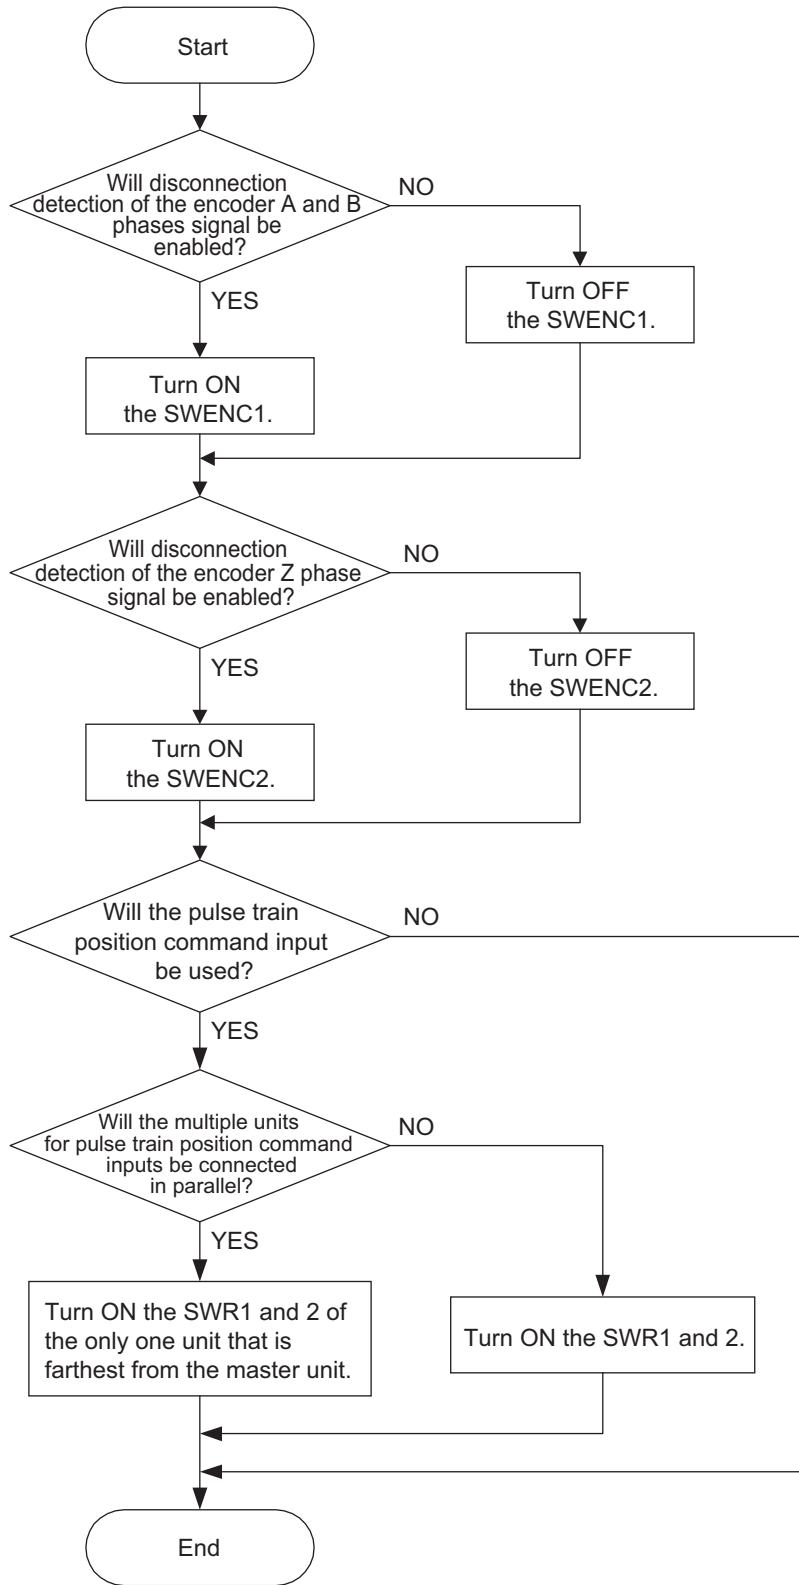 Start
Will disconnection
detection of the encoder A and B
phases signal be
enabled?
NO
YES
Turn OFF
the SWENC1.
Turn ON
the SWENC1.
Will disconnection
detection of the encoder Z phase
signal be enabled?
NO
YES
Turn OFF
the SWENC2.
Turn ON
the SWENC2.
Will the pulse train
position command input
be used?
NO
YES
Will the multiple units
for pulse train position command
inputs be connected
in parallel?
NO
YES
Turn ON the SWR1 and 2 of
the only one unit that is
farthest from the master unit.
Turn ON the SWR1 and 2.
End